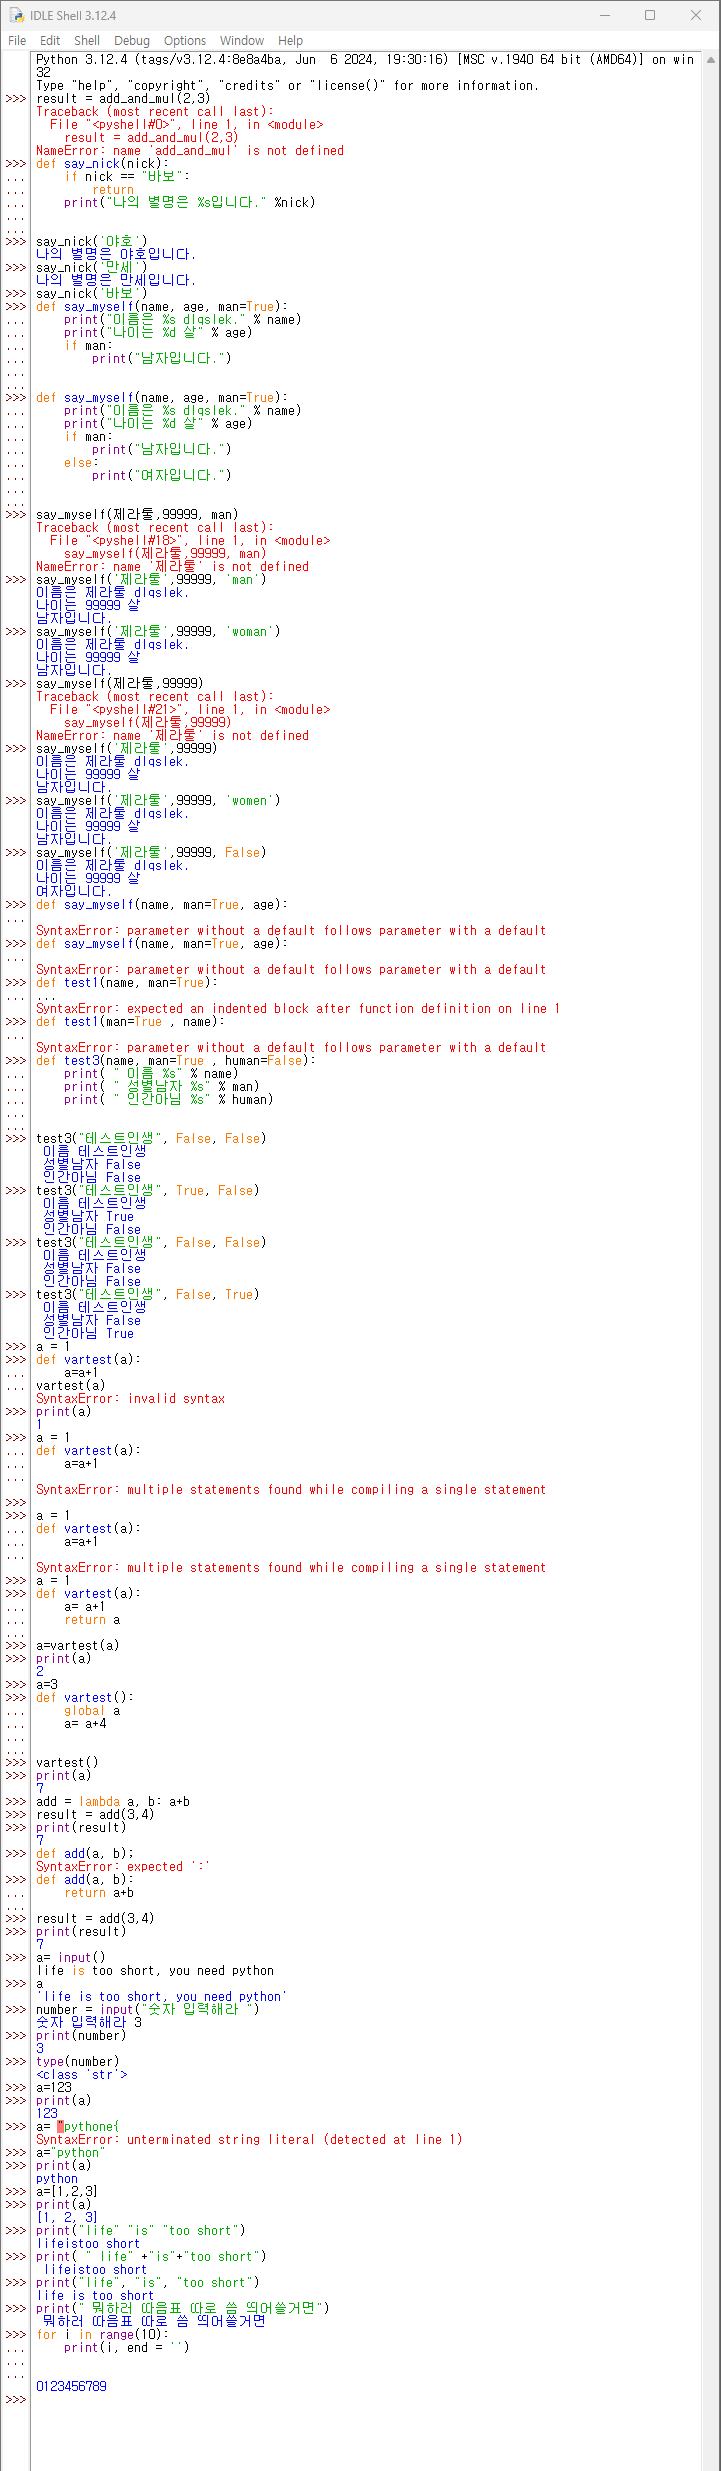 IDLE Shell 3.12.4
File Edit Shell Debug Options Window Help
Python 3.12.4 (tags/v3.12.4:8e8a4ba, Jun  6 2024, 19:30:16) [MSC v.1940 64 bit (AMD64)] on win
32
Type "help", "copyright", "credits" or "license()" for more information.
>>> result = add_and_mul(2,3)
Traceback (most recent call last):
  File "<pyshell#0>", line 1, in <module>
    result = add_and_mul(2,3)
NameError: name 'add_and_mul' is not defined
>>> def say_nick(nick):
...     if nick == "바보":
...         return
...     print("나의 별명은 %s입니다." %nick)
...
...
>>> say_nick('야호')
나의 별명은 야호입니다.
>>> say_nick('만세')
나의 별명은 만세입니다.
>>> say_nick('바보')
>>> def say_myself(name, age, man=True):
...     print("이름은 %s dlqslek." % name)
...     print("나이는 %d 살" % age)
...     if man:
...         print("남자입니다.")
...
...
>>> def say_myself(name, age, man=True):
...     print("이름은 %s dlqslek." % name)
...     print("나이는 %d 살" % age)
...     if man:
...         print("남자입니다.")
...     else:
...         print("여자입니다.")
...
...
>>> say_myself(제라툴,99999, man)
Traceback (most recent call last):
  File "<pyshell#18>", line 1, in <module>
    say_myself(제라툴,99999, man)
NameError: name '제라툴' is not defined
>>> say_myself('제라툴',99999, 'man')
이름은 제라툴 dlqslek.
나이는 99999 살
남자입니다.
>>> say_myself('제라툴',99999, 'woman')
이름은 제라툴 dlqslek.
나이는 99999 살
남자입니다.
>>> say_myself(제라툴,99999)
Traceback (most recent call last):
  File "<pyshell#21>", line 1, in <module>
    say_myself(제라툴,99999)
NameError: name '제라툴' is not defined
>>> say_myself('제라툴',99999)
이름은 제라툴 dlqslek.
나이는 99999 살
남자입니다.
>>> say_myself('제라툴',99999, 'women')
이름은 제라툴 dlqslek.
나이는 99999 살
남자입니다.
>>> say_myself('제라툴',99999, False)
이름은 제라툴 dlqslek.
나이는 99999 살
여자입니다.
>>> def say_myself(name, man=True, age):
...
SyntaxError: parameter without a default follows parameter with a default
>>> def say_myself(name, man=True, age):
...
SyntaxError: parameter without a default follows parameter with a default
>>> def test1(name, man=True):
... ...
SyntaxError: expected an indented block after function definition on line 1
>>> def test1(man=True , name):
...
SyntaxError: parameter without a default follows parameter with a default
>>> def test3(name, man=True , human=False):
...     print( " 이름 %s" % name)
...     print( " 성별남자 %s" % man)
...     print( " 인간아님 %s" % human)
...
...
>>> test3("테스트인생", False, False)
 이름 테스트인생
 성별남자 False
 인간아님 False
>>> test3("테스트인생", True, False)
 이름 테스트인생
 성별남자 True
 인간아님 False
>>> test3("테스트인생", False, False)
 이름 테스트인생
 성별남자 False
 인간아님 False
>>> test3("테스트인생", False, True)
 이름 테스트인생
 성별남자 False
 인간아님 True
>>> a = 1
>>> def vartest(a):
...     a=a+1
... vartest(a)
SyntaxError: invalid syntax
>>> print(a)
1
>>> a = 1
... def vartest(a):
...     a=a+1
...
SyntaxError: multiple statements found while compiling a single statement
>>>
>>> a = 1
... def vartest(a):
...     a=a+1
...
SyntaxError: multiple statements found while compiling a single statement
>>> a = 1
>>> def vartest(a):
...     a= a+1
...     return a
...
>>> a=vartest(a)
>>> print(a)
2
>>> a=3
>>> def vartest():
...     global a
...     a= a+4
...
...
>>> vartest()
>>> print(a)
7
>>> add = lambda a, b: a+b
>>> result = add(3,4)
>>> print(result)
7
>>> def add(a, b);
SyntaxError: expected ':'
>>> def add(a, b):
...     return a+b
...
>>> result = add(3,4)
>>> print(result)
7
>>> a= input()
life is too short, you need python
>>> a
'life is too short, you need python'
>>> number = input("숫자 입력해라 ")
숫자 입력해라 3
>>> print(number)
3
>>> type(number)
<class 'str'>
>>> a=123
>>> print(a)
123
>>> a= "pythone{
SyntaxError: unterminated string literal (detected at line 1)
>>> a="python"
>>> print(a)
python
>>> a=[1,2,3]
>>> print(a)
[1, 2, 3]
>>> print("life" "is" "too short")
lifeistoo short
>>> print( " life" +"is"+"too short")
 lifeistoo short
>>> print("life", "is", "too short")
life is too short
>>> print(" 뭐하러 따음표 따로 씀 띄어쓸거면")
 뭐하러 따음표 따로 씀 띄어쓸거면
>>> for i in range(10):
...     print(i, end = '')
...
...
0123456789
>>>